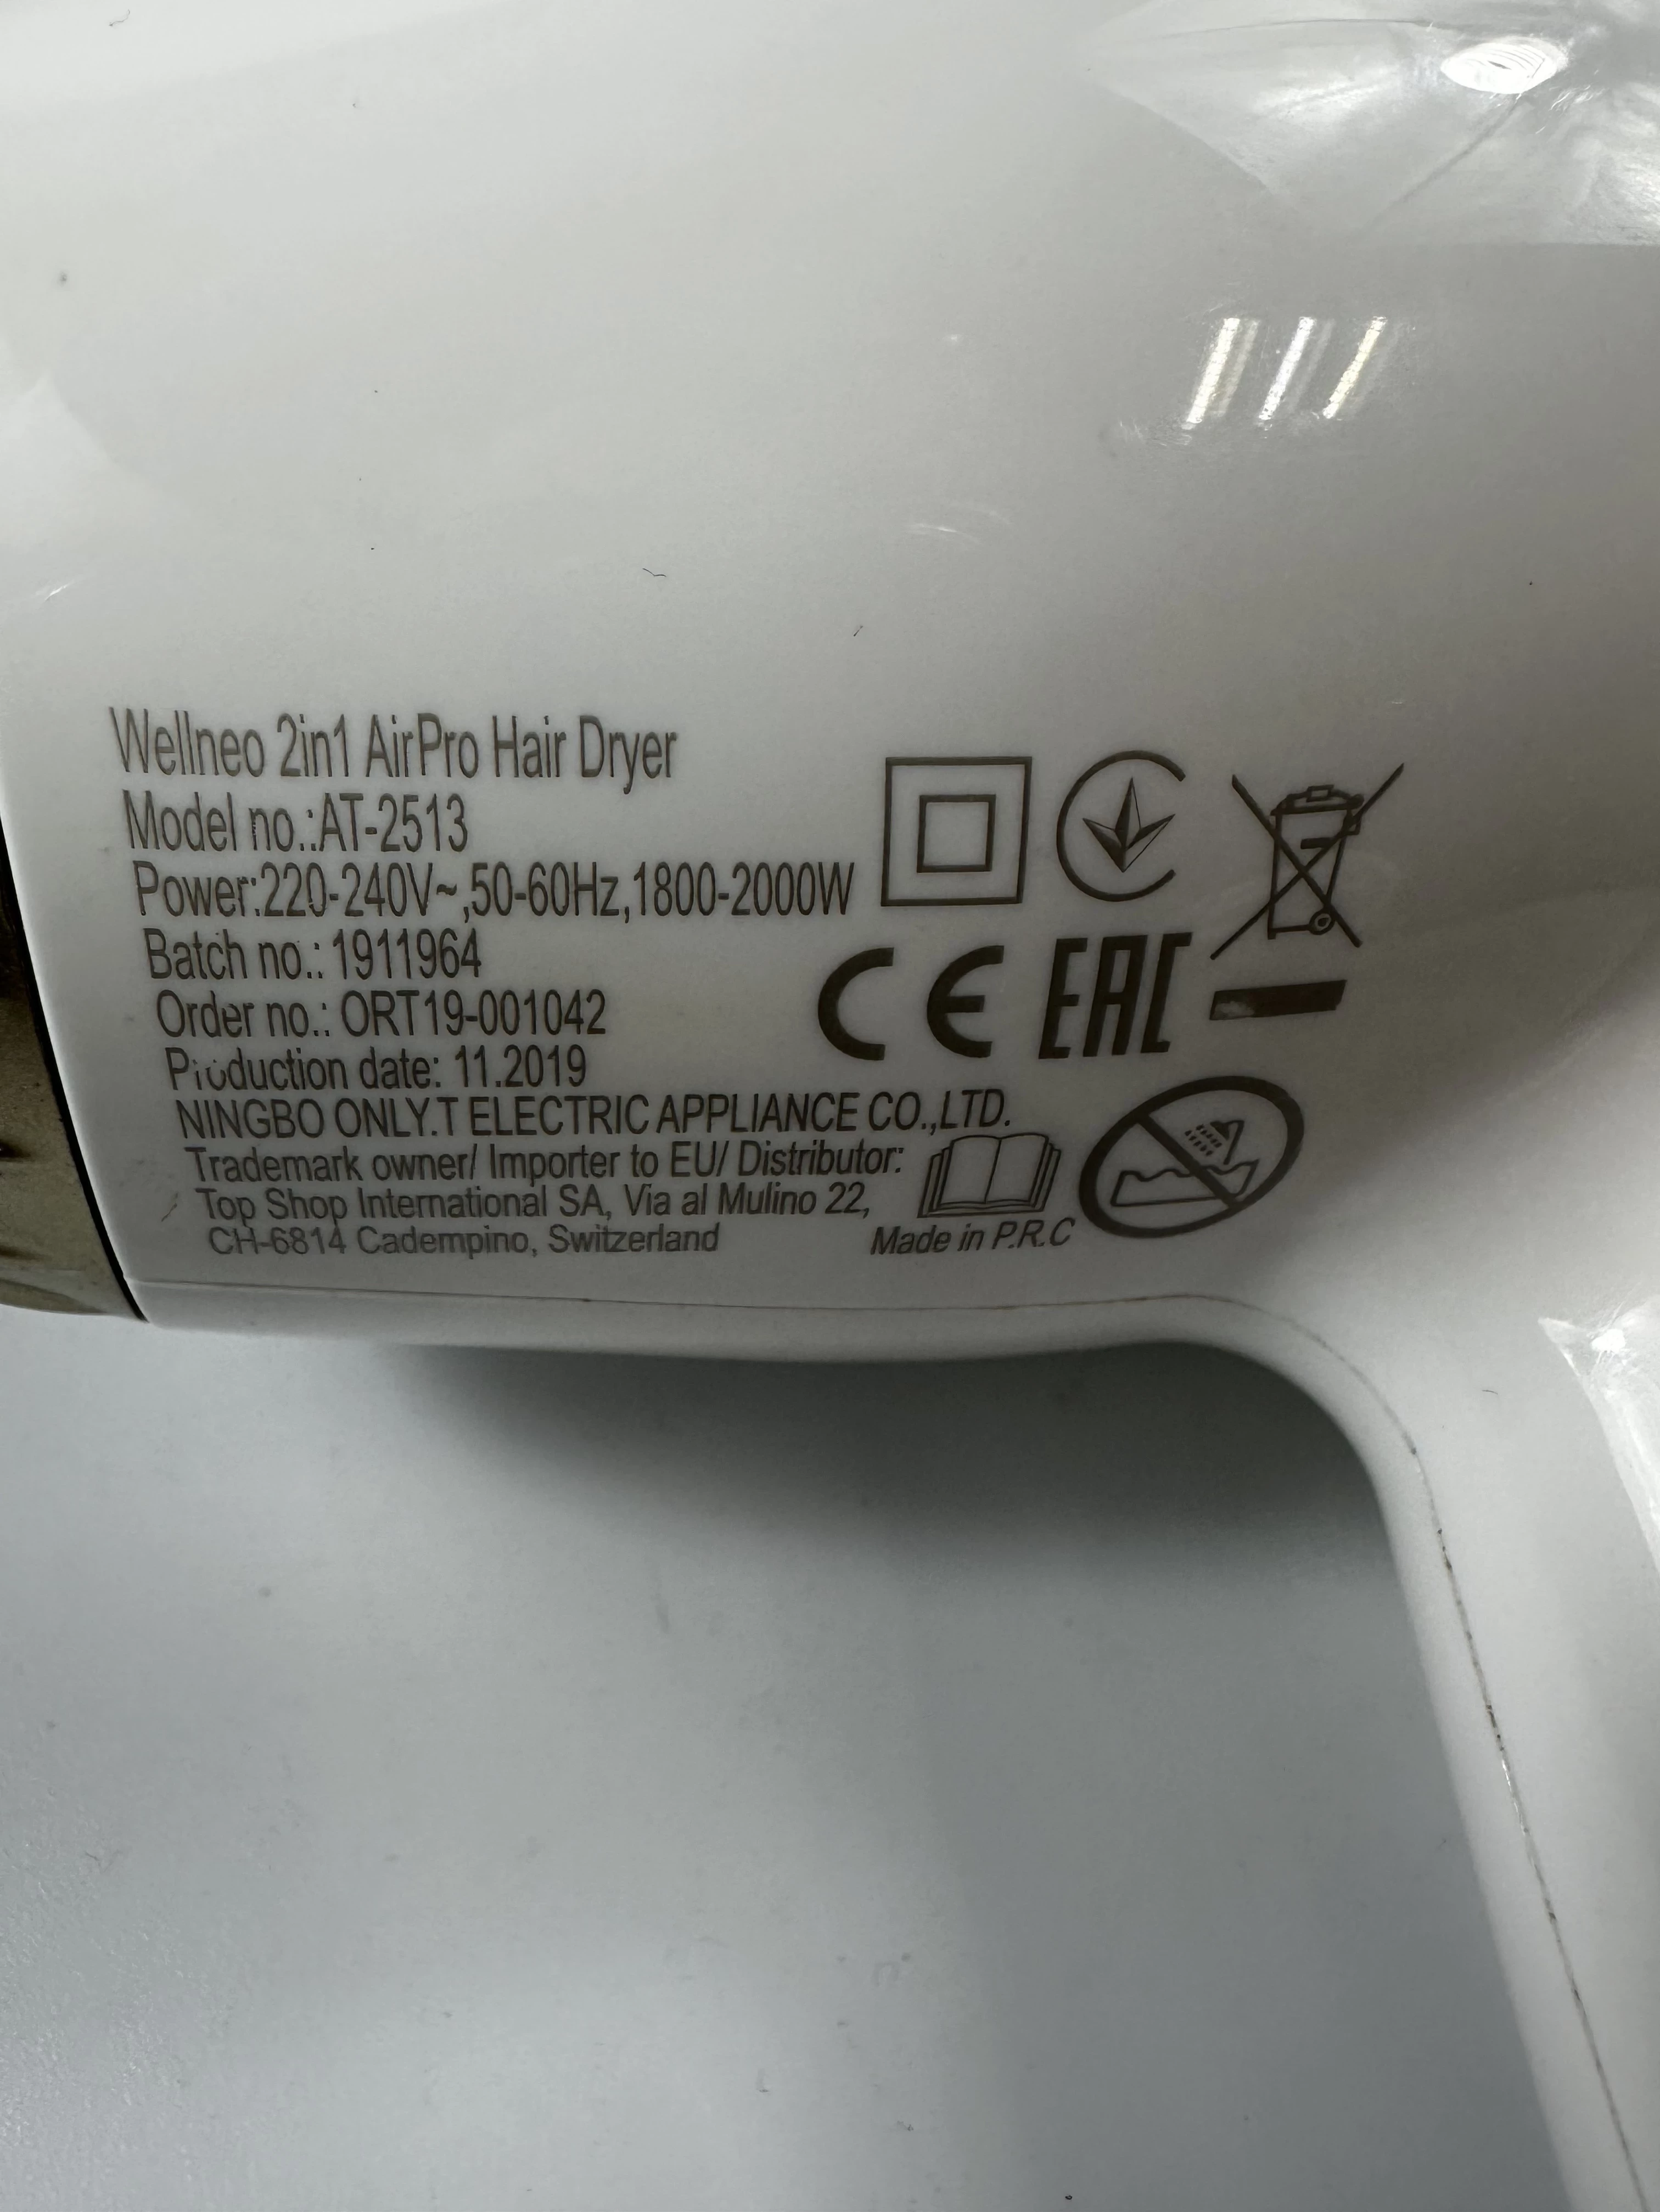 Wellneo 2in1 AirPro Hair Dryer
Model no.:AT-2513
Power:220-240V~,50-60Hz,1800-2000W
Batch no.: 1911964
Order no.: ORT19-001042
Production date: 11.2019
NINGBO ONLY.T ELECTRIC APPLIANCE CO.,LTD.
Trademark owner/ Importer to EU/ Distributor:
Top Shop International SA, Via al Mulino 22,
CH-6814 Cadempino, Switzerland
CE EAC
Made in P.R.C